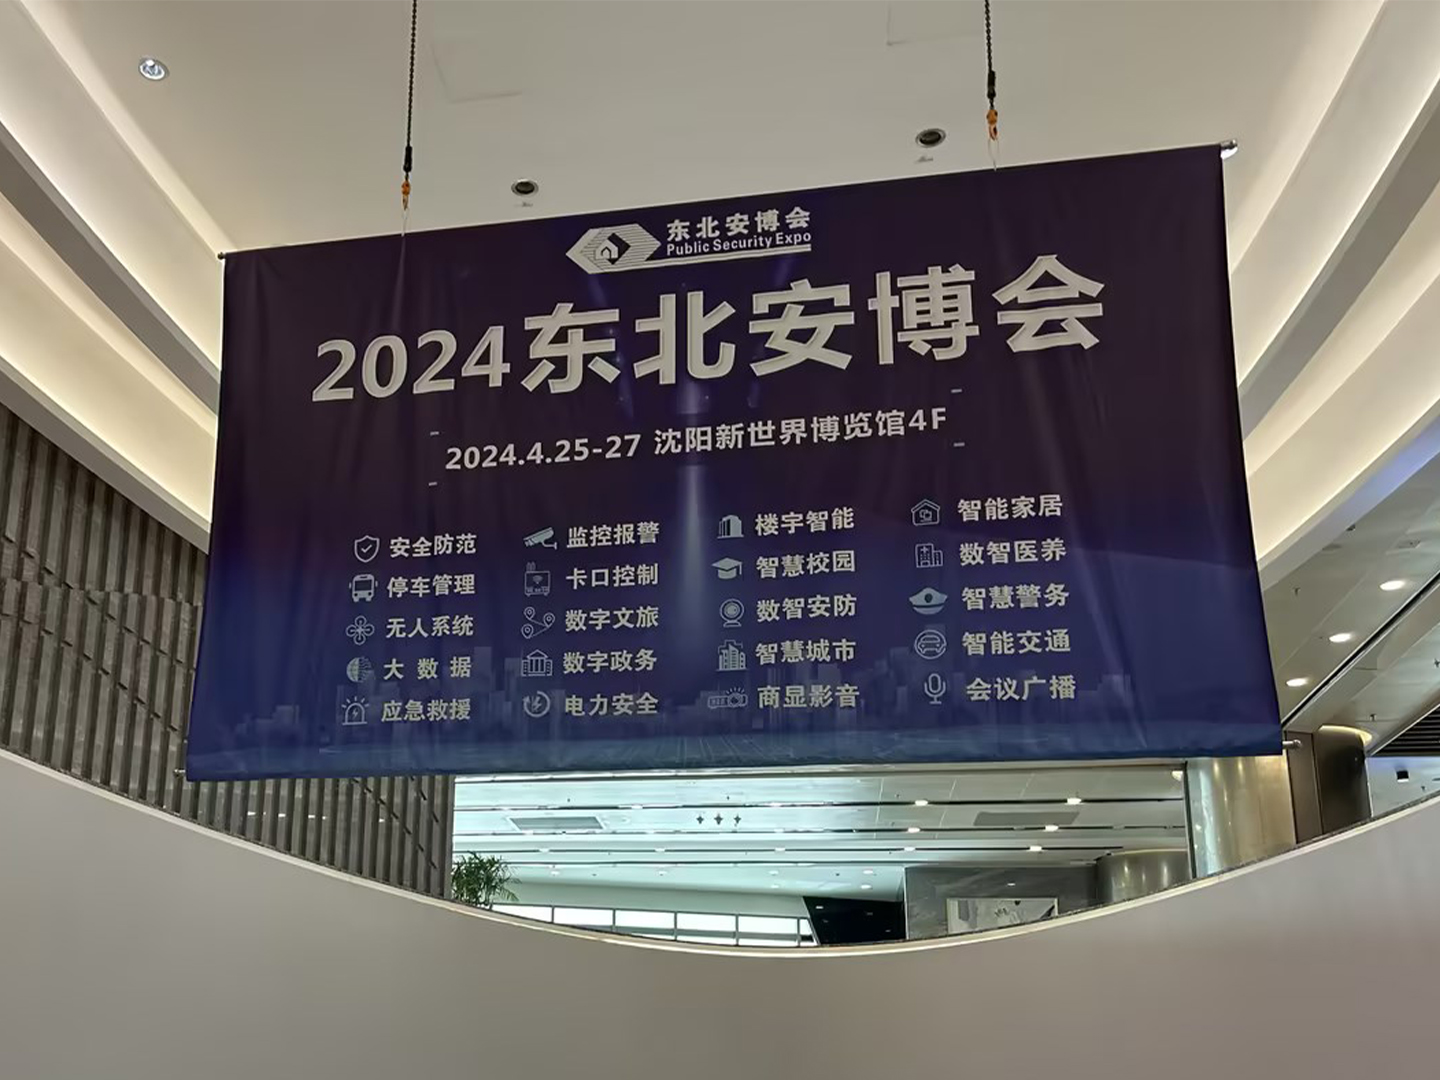 东北安博会
Public Security Expo
2024东北安博会
2024.4.25-27 沈阳新世界博览馆4F
安全防范 监控报警 楼宇智能 智能家居
停车管理 卡口控制 智慧校园 数智医养
无人系统 数字文旅 数智安防 智慧警务
大数据 数字政务 智慧城市 智能交通
应急救援 电力安全 商显影音 会议广播